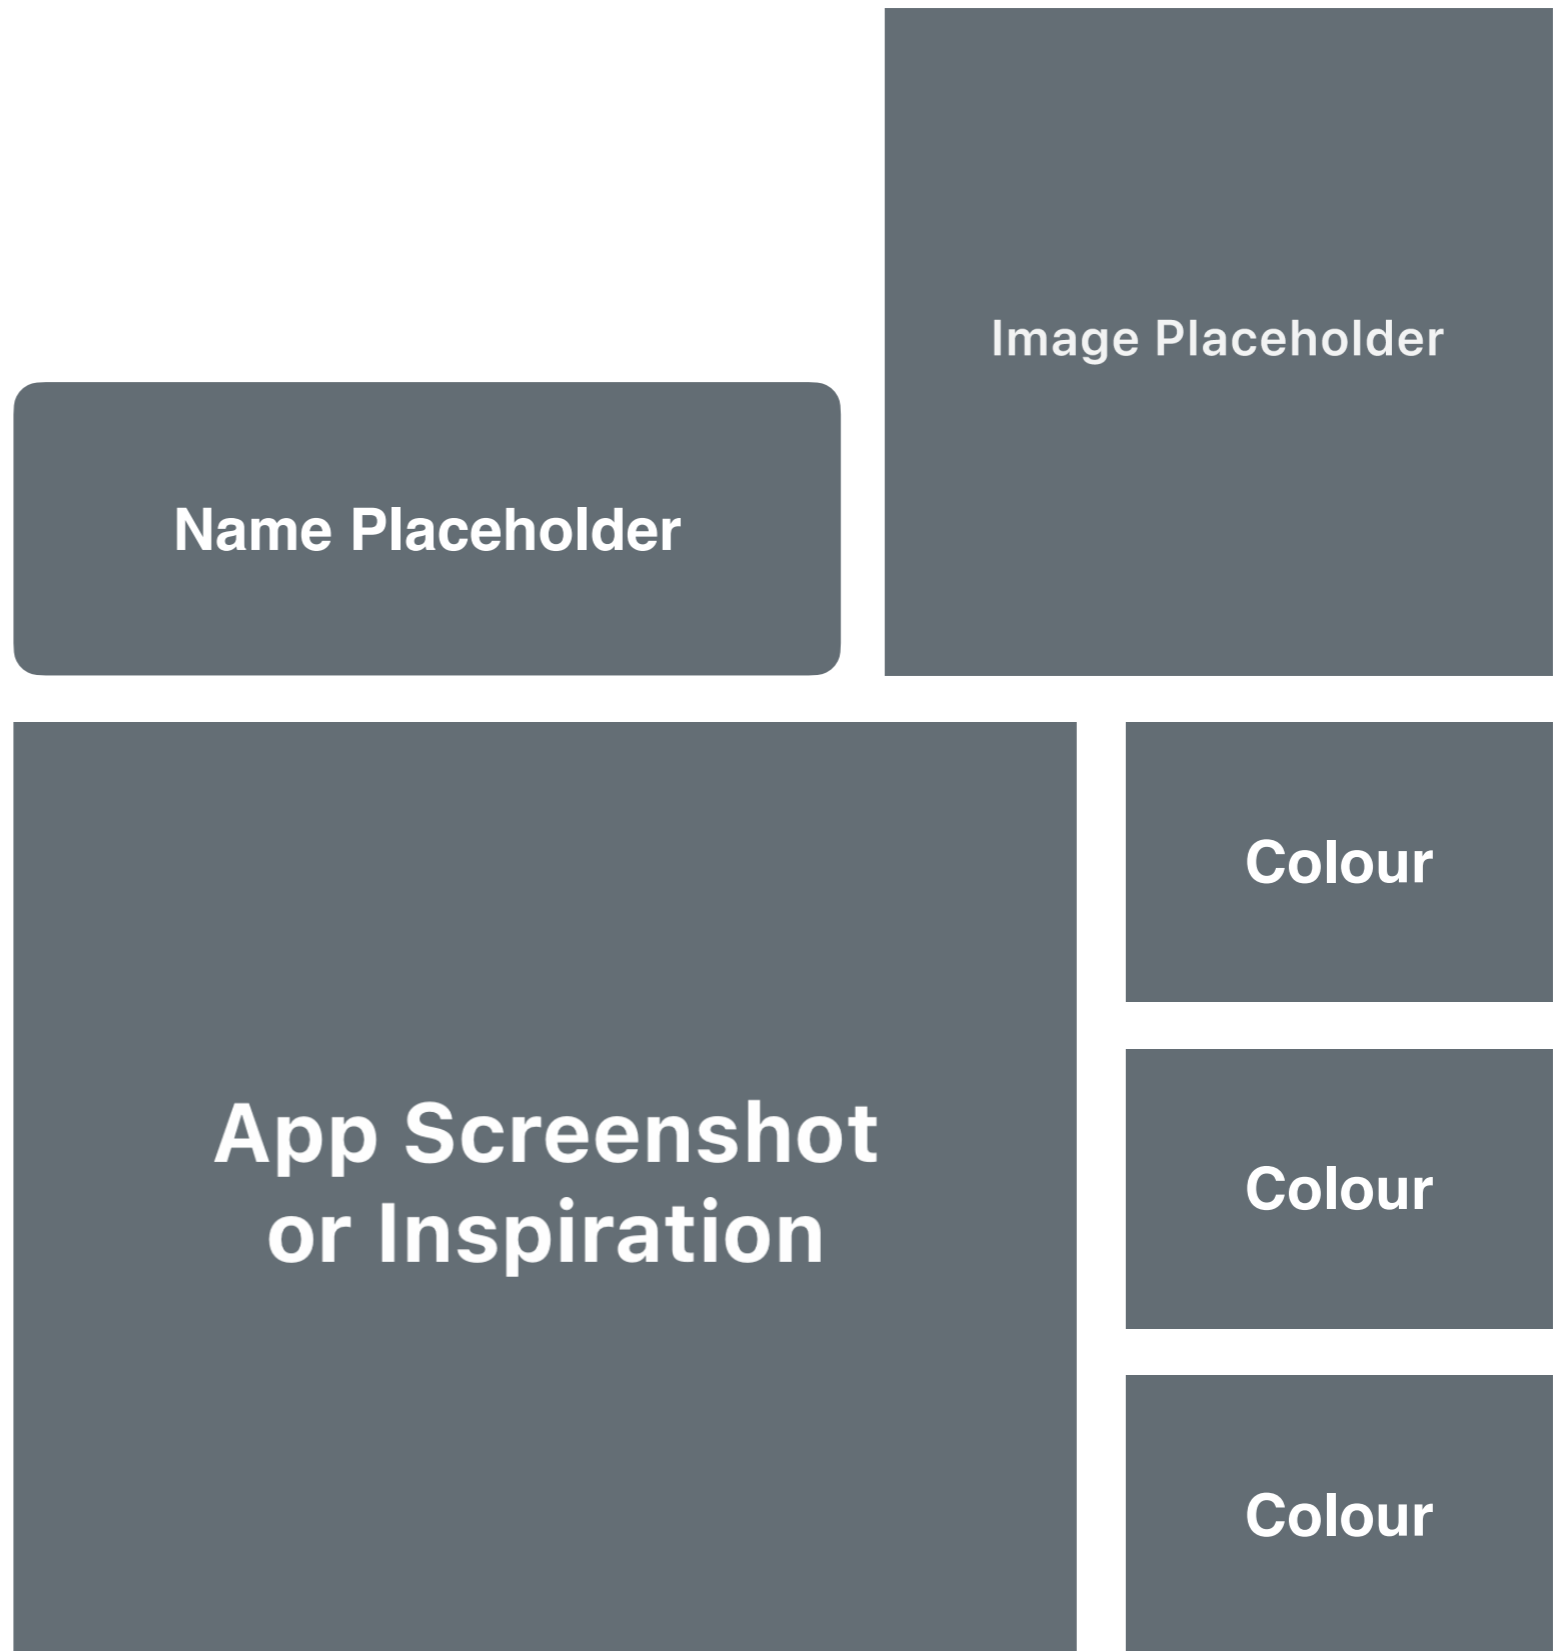 Image Placeholder
Name Placeholder
App Screenshot
or Inspiration
Colour
Colour
Colour